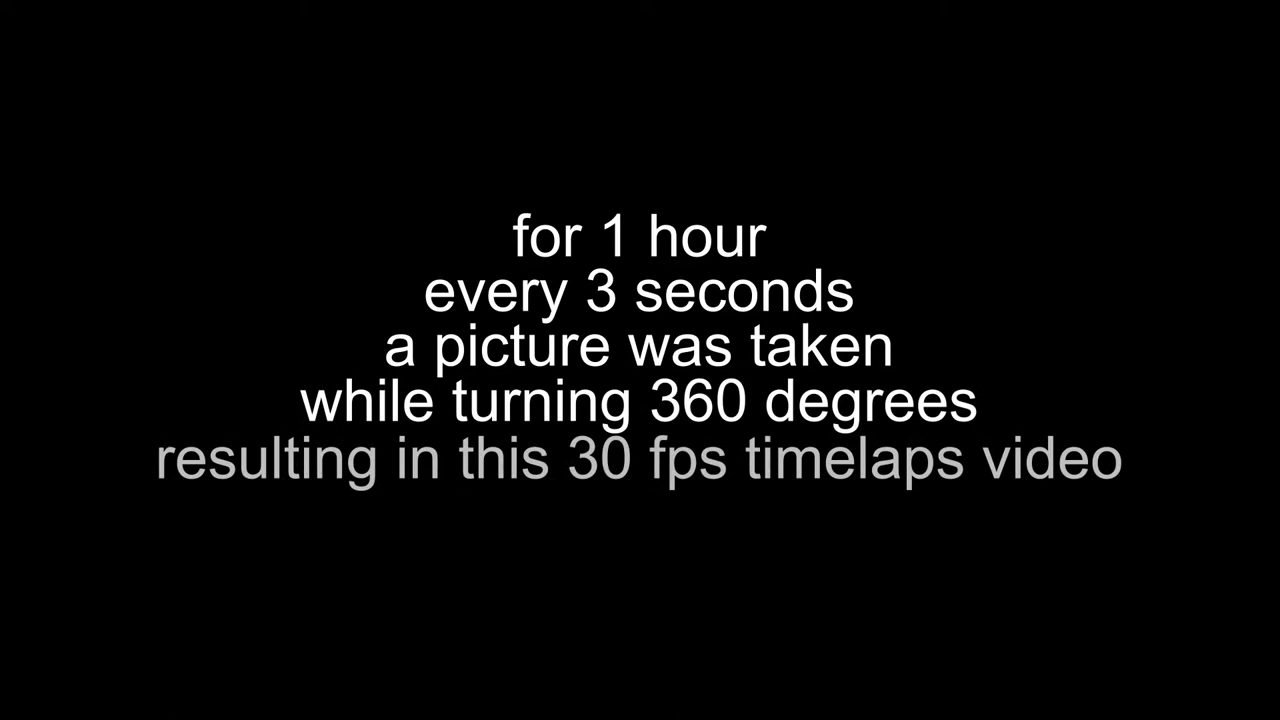 for 1 hour
every 3 seconds
a picture was taken
while turning 360 degrees
resulting in this 30 fps timelaps video